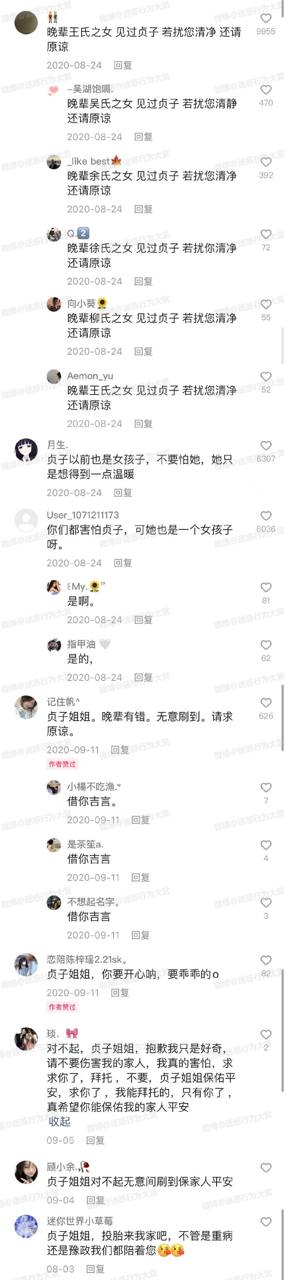 9955
晚辈王氏之女 见过贞子 若扰您清净 还请
原谅
2020-08-24 回复
~吴湖饱嗝.
晚辈吴氏之女 见过贞子 若扰您清静
还请原谅
470
2020-08-24 回复
_like best🍁
晚辈余氏之女 见过贞子 若扰您清净
还请原谅
392
2020-08-24 回复
Q.2️⃣
晚辈徐氏之女 见过贞子 若扰你清净
还请原谅
72
2020-08-24 回复
向小葵🌻
晚辈柳氏之女 见过贞子 若扰您清净
还请原谅
55
2020-08-24 回复
Aemon_yu
晚辈王氏之女 见过贞子 若扰您清净
还请原谅
52
2020-08-24 回复
月生.
贞子以前也是女孩子，不要怕她，她只
是想得到一点温暖
6307
2020-08-24 回复
User_1071211173
你们都害怕贞子，可她也是一个女孩子
呀。
6036
2020-08-24 回复
My.🌻”
是啊。
81
2020-08-24 回复
指甲油 🤍
是的，
62
2020-08-24 回复
记住帆^
贞子姐姐。晚辈有错。无意刷到。请求
原谅。
626
2020-09-11 回复
作者赞过
小楊不吃渔.
借你吉言。
7
2020-09-11 回复
是茶笙a.
借你吉言
4
2020-09-11 回复
不想起名字。
借你吉言
3
2020-09-11 回复
恋陪陈梓瑶2.21sk。
贞子姐姐，你要开心呐，要乖乖的o
82
2020-09-11 回复
作者赞过
琰. 🎀
对不起，贞子姐姐，抱歉我只是好奇，
请不要伤害我的家人，我真的害怕，求
求你了，拜托 ，不要，贞子姐姐保佑平
安，求你了 ，我能拜托的，只有你了 ，
真希望你能保佑我的家人平安
收起
2
09-05 回复
顾小余.🥀
贞子姐姐对不起无意间刷到保家人平安
09-04 回复
迷你世界小草莓
贞子姐姐，投胎来我家吧，不管是重病
还是豫政我们都陪着您😘😘
08-03 回复